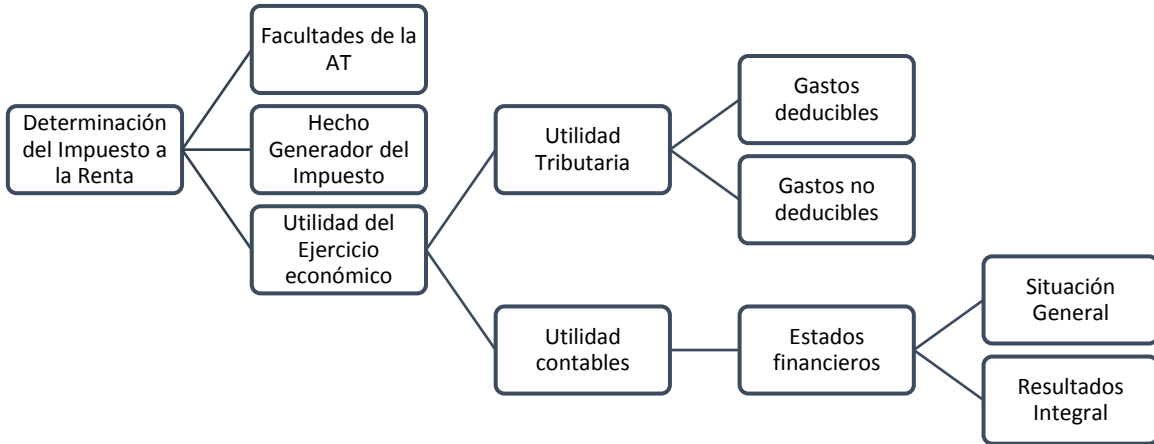 Facultades de la
AT
Determinación
del Impuesto a
la Renta
Hecho
Generador del
Impuesto
Utilidad del
Ejercicio
económico
Utilidad
Tributaria
Gastos
deducibles
Gastos no
deducibles
Utilidad
contables
Estados
financieros
Situación
General
Resultados
Integral